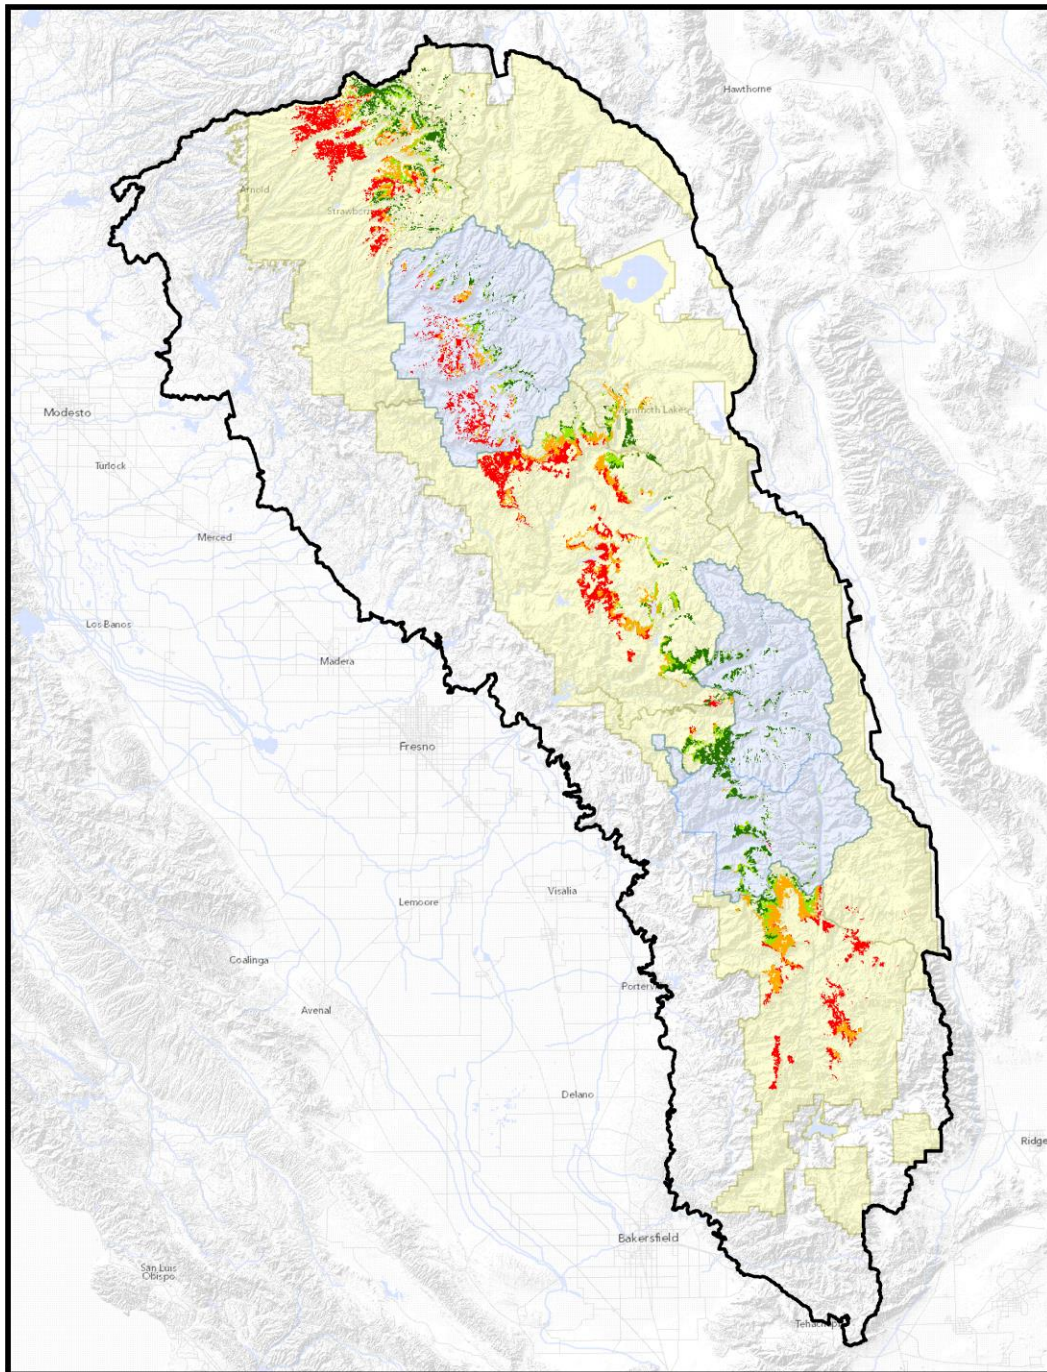 Hawthorne
Arnold
Strawberry
Modesto
Mammoth Lakes
Turlock
Merced
Los Banos
Madera
Fresno
Visalia
Lemoore
Coalinga
Porterv
Avenal
Delano
Ridge
Bakersfield
San Luis
Obispo
Tehachapi